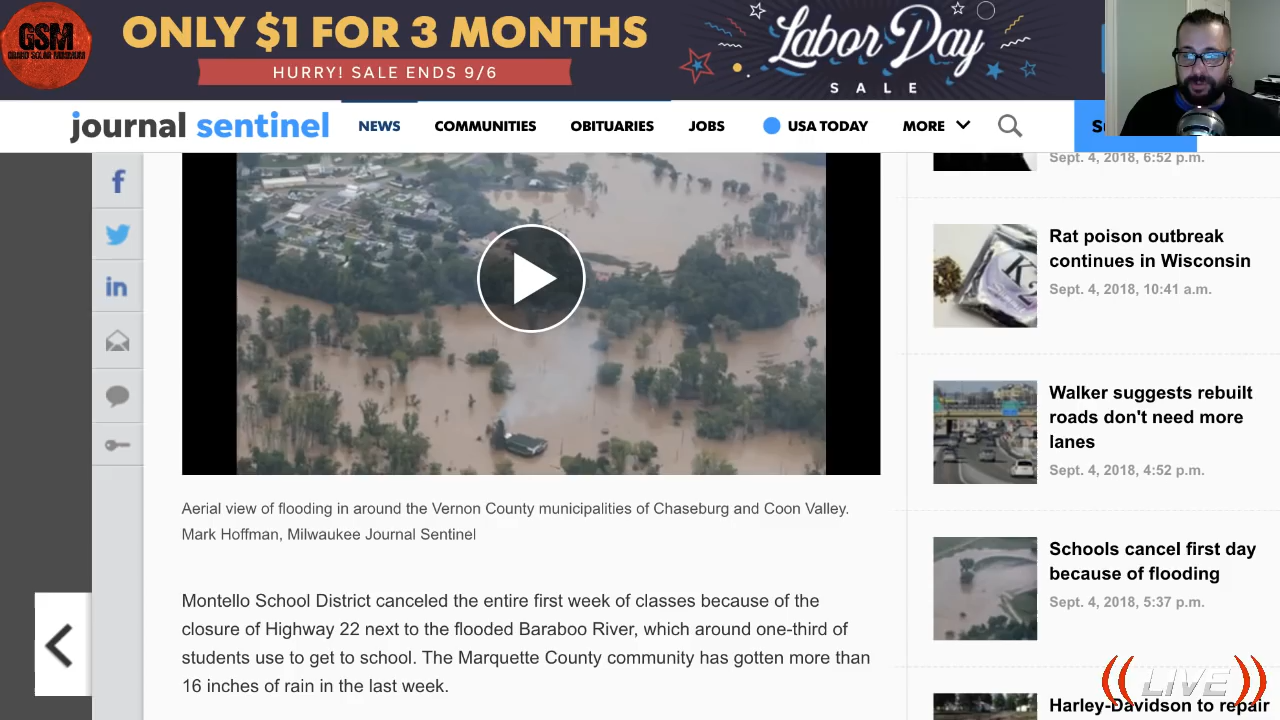 GSM
GRAND SOLAR MINIMUM
ONLY $1 FOR 3 MONTHS
HURRY! SALE ENDS 9/6
Labor Day
SALE
journal sentinel
NEWS
COMMUNITIES
OBITUARIES
JOBS
USA TODAY
MORE
Sept. 4, 2018, 6:52 p.m.
Rat poison outbreak
continues in Wisconsin
Sept. 4, 2018, 10:41 a.m.
Walker suggests rebuilt
roads don't need more
lanes
Sept. 4, 2018, 4:52 p.m.
Schools cancel first day
because of flooding
Sept. 4, 2018, 5:37 p.m.
Harley-Davidson to repair
Aerial view of flooding in around the Vernon County municipalities of Chaseburg and Coon Valley.
Mark Hoffman, Milwaukee Journal Sentinel
Montello School District canceled the entire first week of classes because of the
closure of Highway 22 next to the flooded Baraboo River, which around one-third of
students use to get to school. The Marquette County community has gotten more than
16 inches of rain in the last week.
LIVE